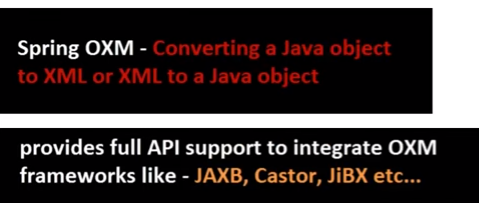 Spring OXM - Converting a Java object
to XML or XML to a Java object
provides full API support to integrate OXM
frameworks like - JAXB, Castor, JiBX etc...